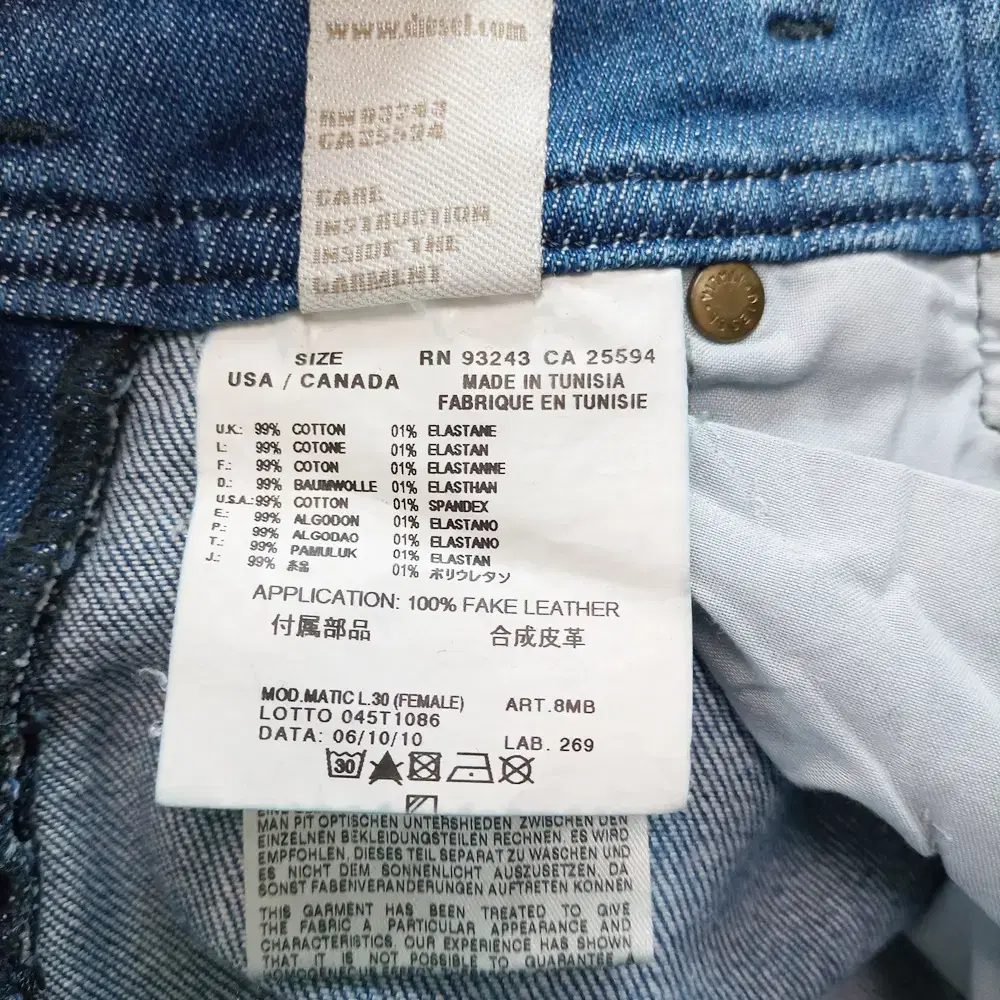 www.diesel.com
RN93243
CA25594
CARE
INSTRUCTION
INSIDE THE
GARMENT
SIZE
USA / CANADA
RN 93243 CA 25594
MADE IN TUNISIA
FABRIQUE EN TUNISIE
U.K.: 99% COTTON 01% ELASTANE
I.: 99% COTONE 01% ELASTAN
F.: 99% COTON 01% ELASTANNE
D.: 99% BAUMWOLLE 01% ELASTHAN
U.S.A.: 99% COTTON 01% SPANDEX
E.: 99% ALGODON 01% ELASTANO
P.: 99% ALGODAO 01% ELASTANO
T.: 99% PAMULUK 01% ELASTAN
J.: 99% 綿 01% ポリウレタン
APPLICATION: 100% FAKE LEATHER
付属部品 合成皮革
MOD.MATIC L.30 (FEMALE) ART.8MB
LOTTO 045T1086
DATA: 06/10/10 LAB. 269
30
MAN PIT OPTISCHEN UNTERSHIEDEN ZWISCHEN DEN
EINZELNEN BEKLEIDUNGSTEILEN RECHNEN. ES WIRD
EMPFOHLEN, DIESES TEIL SEPARAT ZU WASCHEN UND
ES NICHT DEM SONNENLICHT AUSZUSETZEN, DA
SONST FABENVERANDERUNGEN AUFTRETEN KÖNNEN
THIS GARMENT HAS BEEN TREATED TO GIVE
THE FABRIC A PARTICULAR APPEARANCE AND
CHARACTERISTICS. OUR EXPERIENCE HAS SHOWN
THAT IT IS NOT POSSIBLE TO GUARANTEE A
HOMOGENEOUS EFFECT